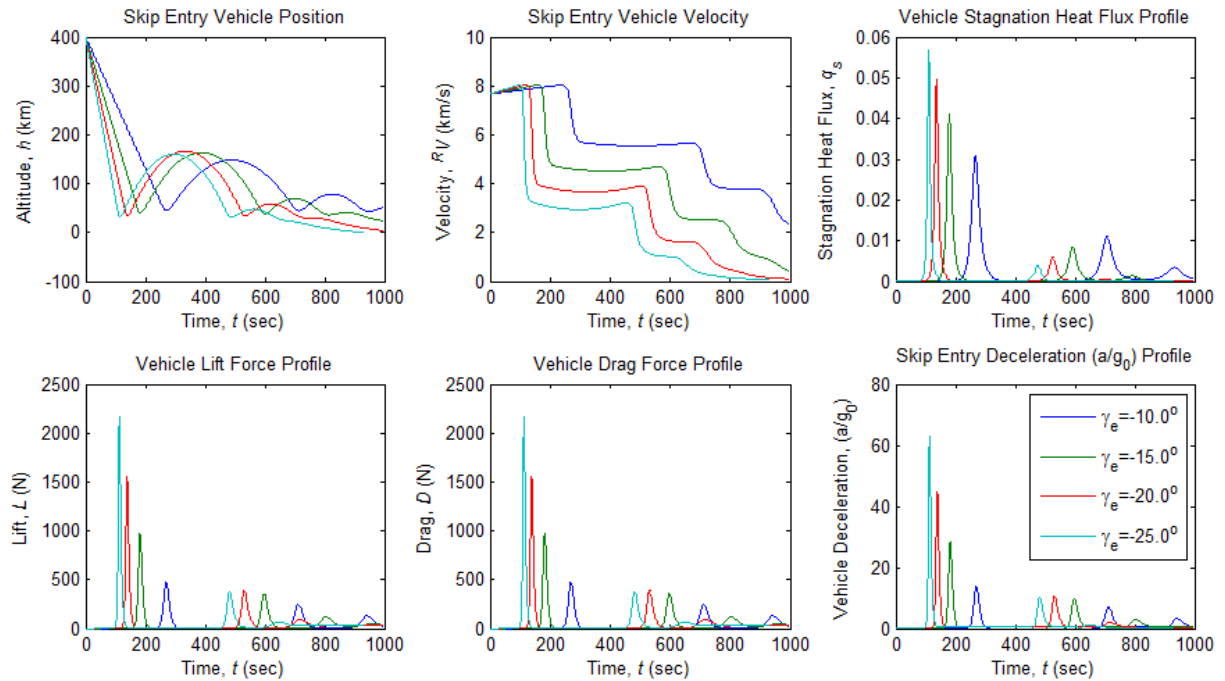 Skip Entry Vehicle Position
Altitude, h (km)
400
300
200
100
0
-100
0 200 400 600 800 1000
Time, t (sec)
Skip Entry Vehicle Velocity
Velocity, ᴿV (km/s)
10
8
6
4
2
0
0 200 400 600 800 1000
Time, t (sec)
Vehicle Stagnation Heat Flux Profile
Stagnation Heat Flux, qₛ
0.06
0.05
0.04
0.03
0.02
0.01
0
0 200 400 600 800 1000
Time, t (sec)
Vehicle Lift Force Profile
Lift, L (N)
2500
2000
1500
1000
500
0
0 200 400 600 800 1000
Time, t (sec)
Vehicle Drag Force Profile
Drag, D (N)
2500
2000
1500
1000
500
0
0 200 400 600 800 1000
Time, t (sec)
Skip Entry Deceleration (a/g₀) Profile
Vehicle Deceleration, (a/g₀)
80
60
40
20
0
0 200 400 600 800 1000
Time, t (sec)
γₑ=-10.0º
γₑ=-15.0º
γₑ=-20.0º
γₑ=-25.0º